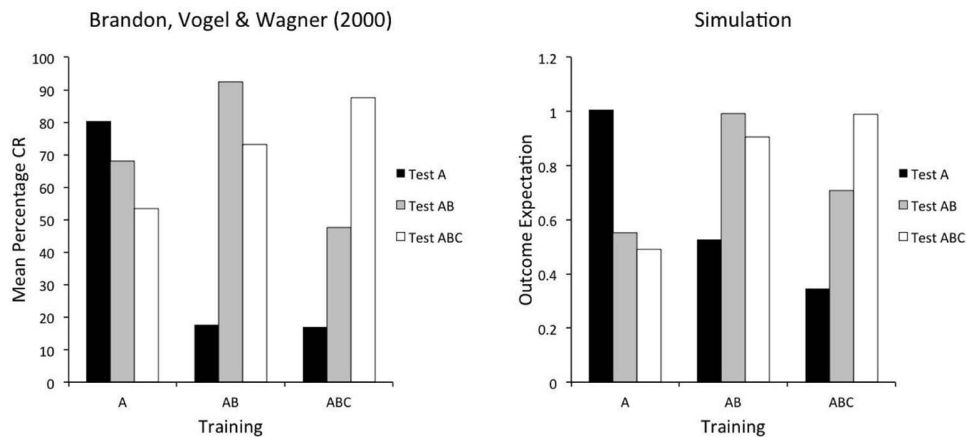 Brandon, Vogel & Wagner (2000)
100
90
80
70
60
50
40
30
20
10
0
Mean Percentage CR
A
AB
ABC
Training
Test A
Test AB
Test ABC
Simulation
1.2
1
0.8
0.6
0.4
0.2
0
Outcome Expectation
A
AB
ABC
Training
Test A
Test AB
Test ABC